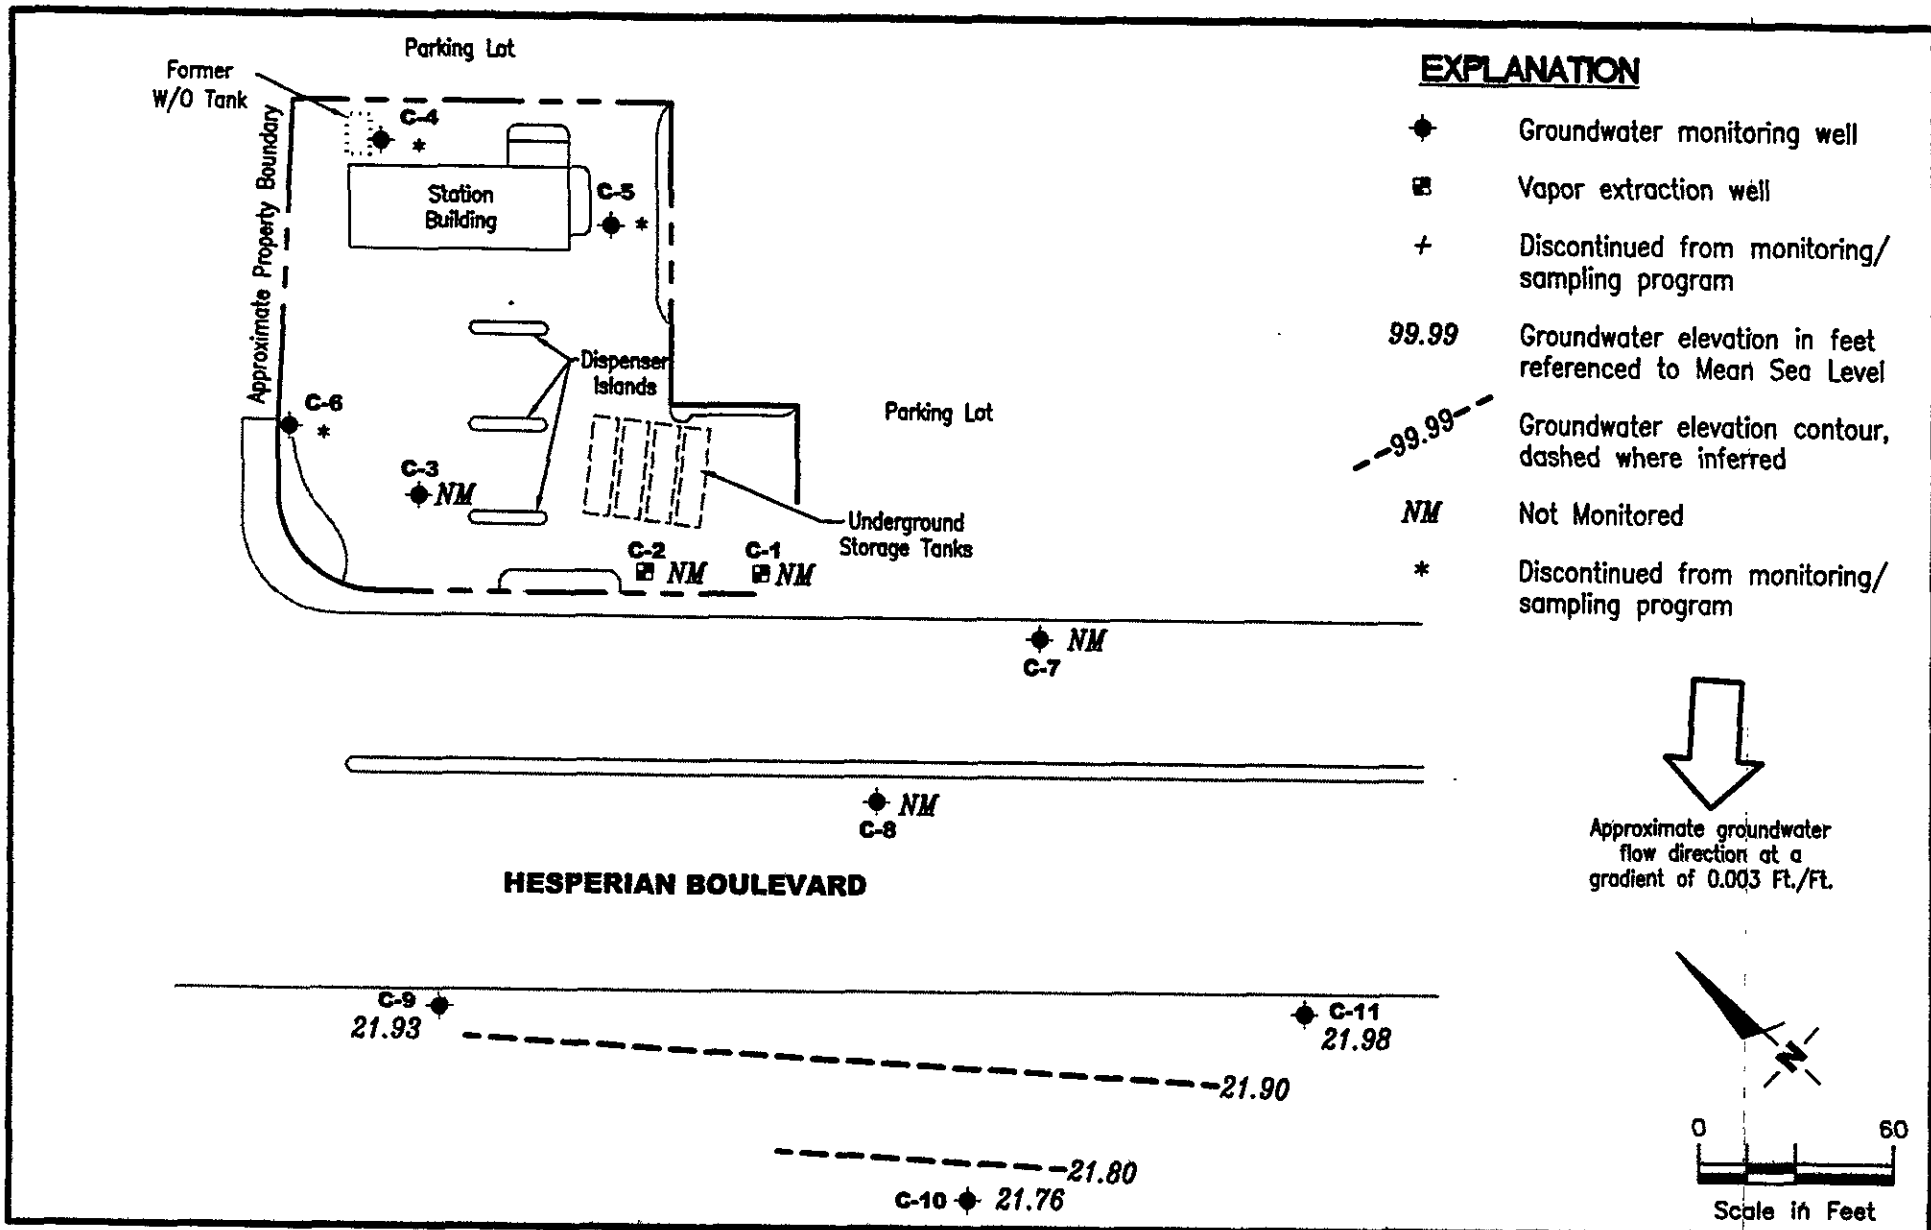 Parking Lot
Former
W/O Tank
C-4
*
Approximate Property Boundary
Station
Building
C-5
*
Dispenser
Islands
C-6
*
Parking Lot
C-3
NM
Underground
Storage Tanks
C-2
NM
C-1
NM
NM
C-7
NM
C-8
HESPERIAN BOULEVARD
C-9
21.93
C-11
21.98
21.90
21.80
C-10
21.76
EXPLANATION
Groundwater monitoring well
Vapor extraction well
+ Discontinued from monitoring/
sampling program
99.99 Groundwater elevation in feet
referenced to Mean Sea Level
99.99 Groundwater elevation contour,
dashed where inferred
NM Not Monitored
* Discontinued from monitoring/
sampling program
Approximate groundwater
flow direction at a
gradient of 0.003 Ft./Ft.
N
0 60
Scale in Feet